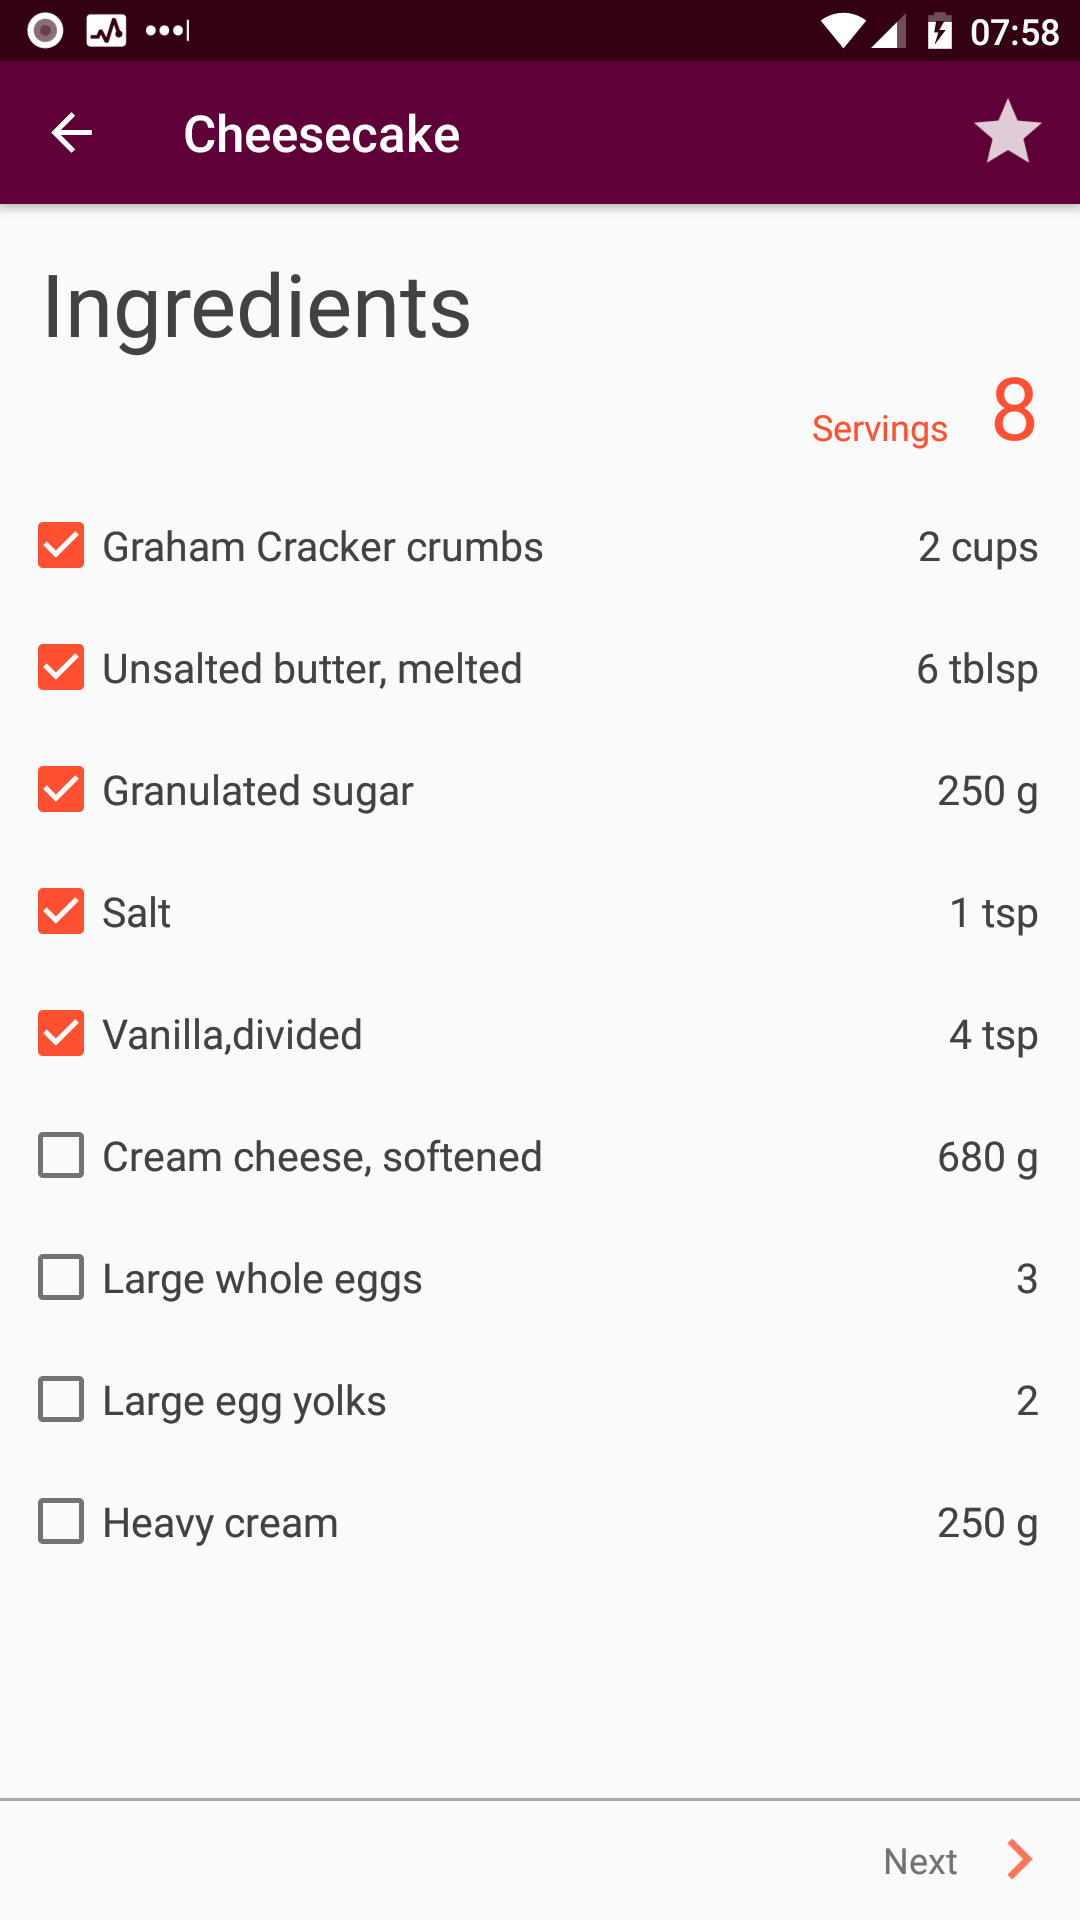 07:58
Cheesecake
Ingredients
Servings 8
Graham Cracker crumbs 2 cups
Unsalted butter, melted 6 tblsp
Granulated sugar 250 g
Salt 1 tsp
Vanilla,divided 4 tsp
Cream cheese, softened 680 g
Large whole eggs 3
Large egg yolks 2
Heavy cream 250 g
Next